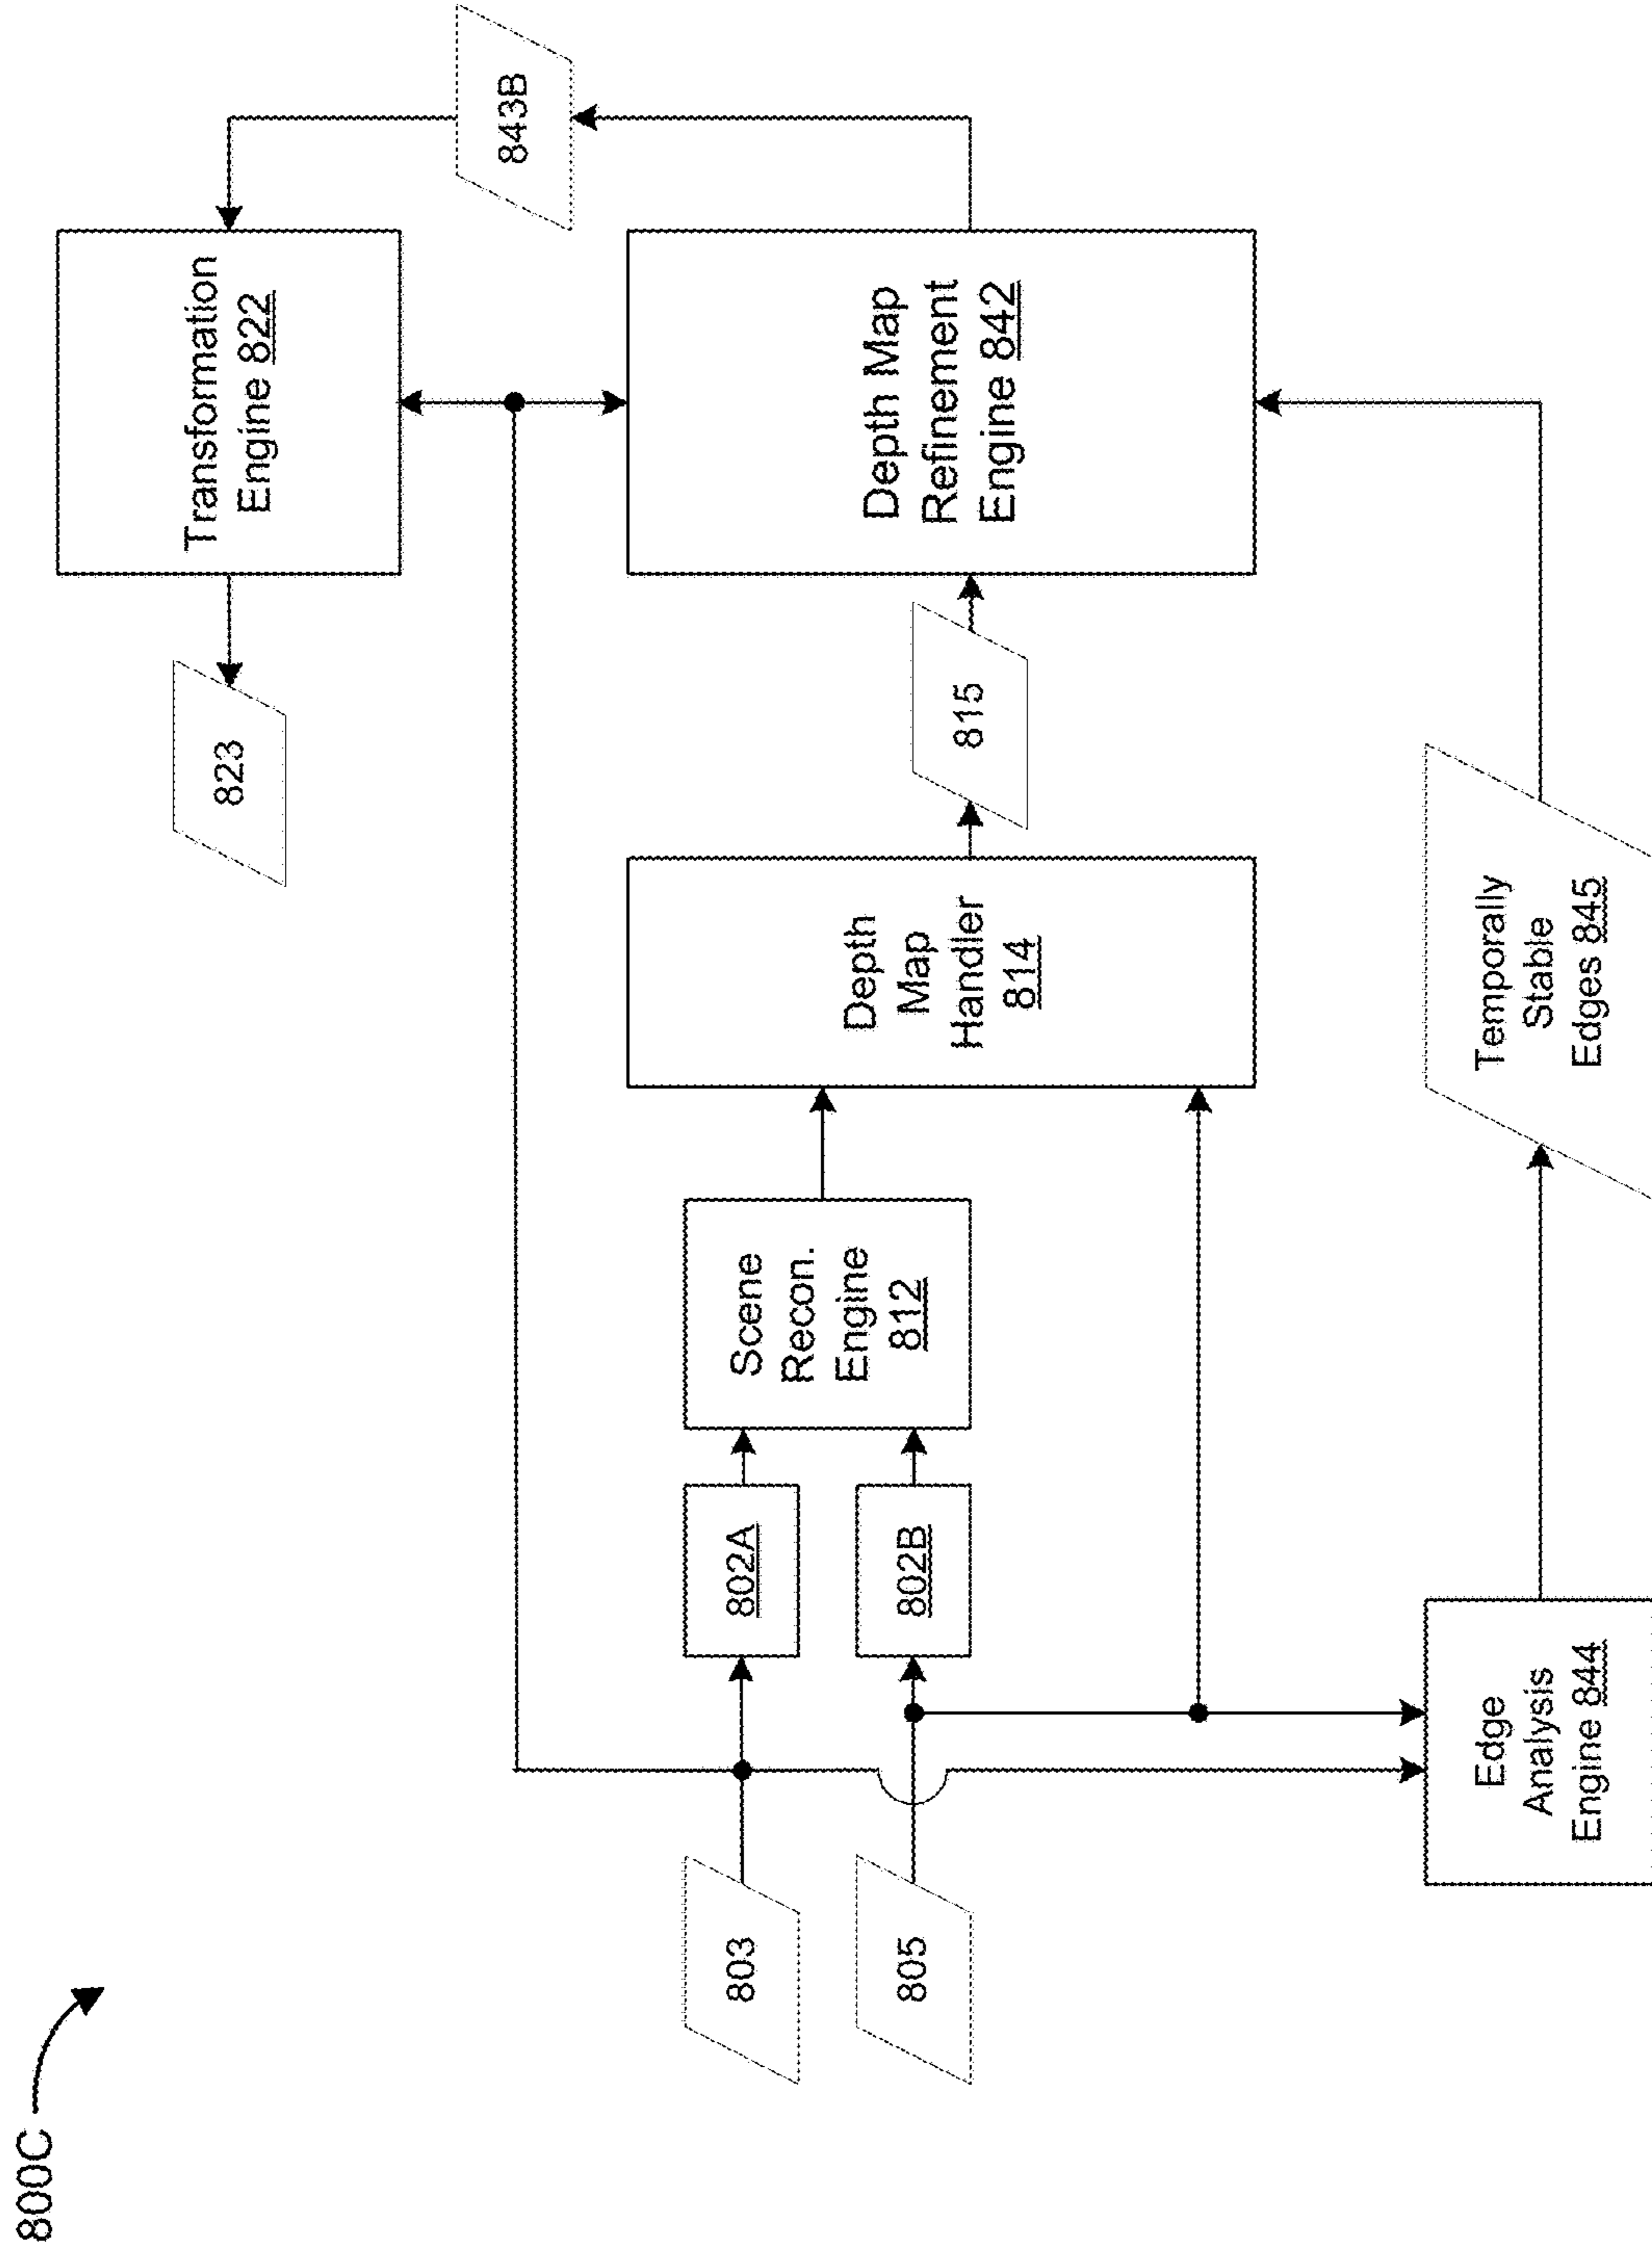 800C
803
805
802A
802B
Scene
Recon.
Engine
812
Depth
Map
Handler
814
815
Depth Map
Refinement
Engine 842
843B
Transformation
Engine 822
823
Edge
Analysis
Engine 844
Temporally
Stable
Edges 845